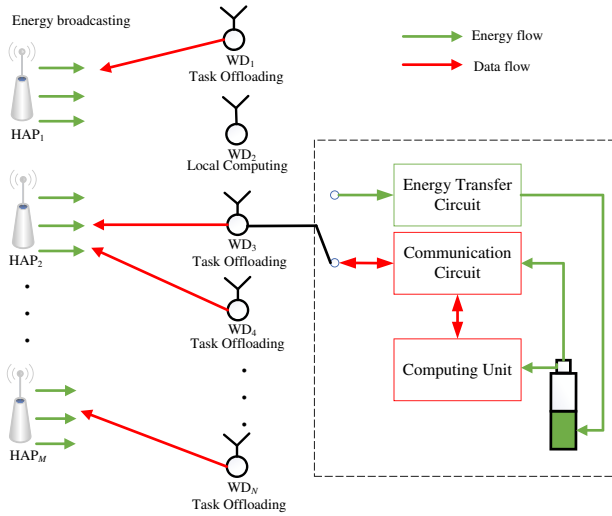 Energy broadcasting
HAP1
WD1
Task Offloading
WD2
Local Computing
HAP2
WD3
Task Offloading
WD4
Task Offloading
HAPM
WDN
Task Offloading
Energy flow
Data flow
Energy Transfer
Circuit
Communication
Circuit
Computing Unit